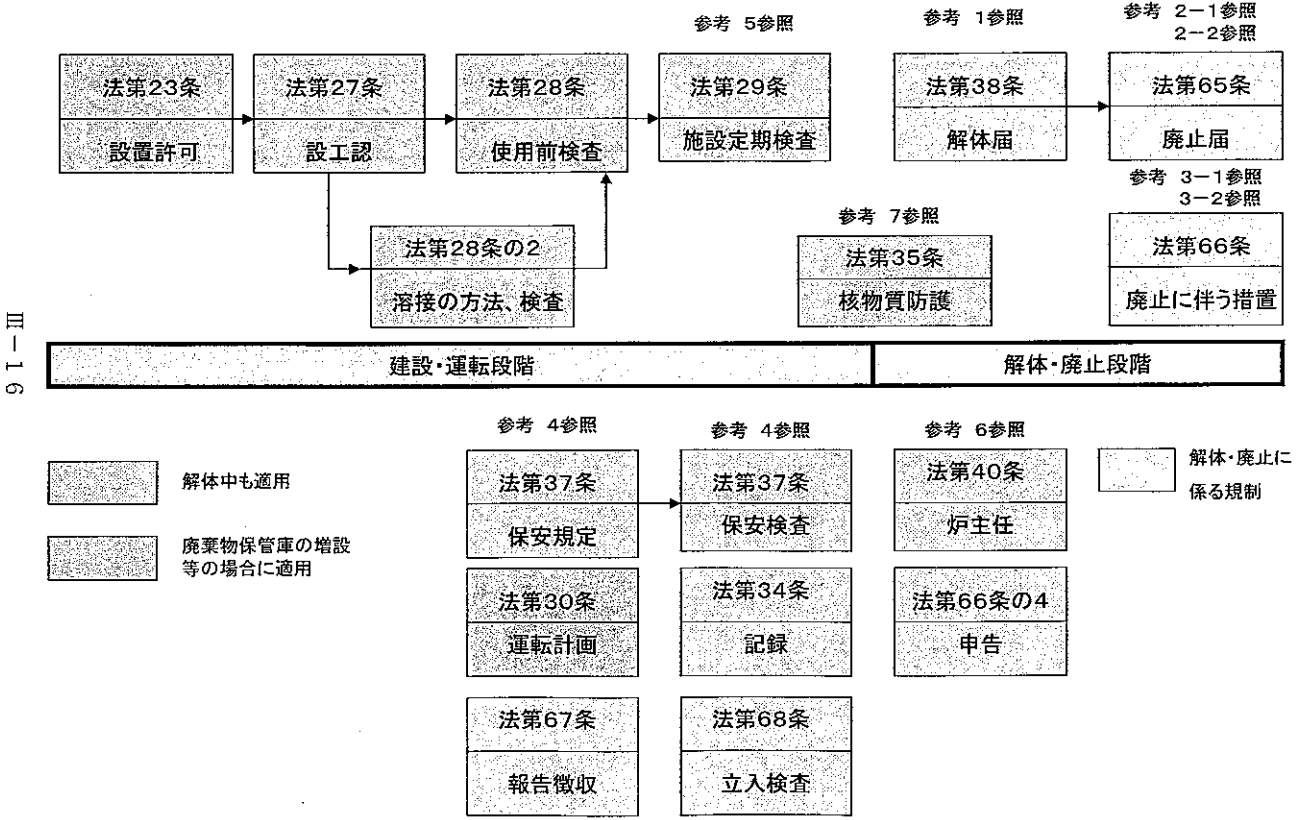 参考 5参照
参考 1参照
参考 2-1参照
2-2参照
法第23条
設置許可
法第27条
設工認
法第28条
使用前検査
法第29条
施設定期検査
法第38条
解体届
法第65条
廃止届
法第28条の2
溶接の方法、検査
参考 7参照
法第35条
核物質防護
参考 3-1参照
3-2参照
法第66条
廃止に伴う措置
建設・運転段階
解体・廃止段階
解体中も適用
廃棄物保管庫の増設
等の場合に適用
参考 4参照
法第37条
保安規定
参考 4参照
法第37条
保安検査
参考 6参照
法第40条
炉主任
解体・廃止に
係る規制
法第30条
運転計画
法第34条
記録
法第66条の4
申告
法第67条
報告徴収
法第68条
立入検査
Ⅲ-16